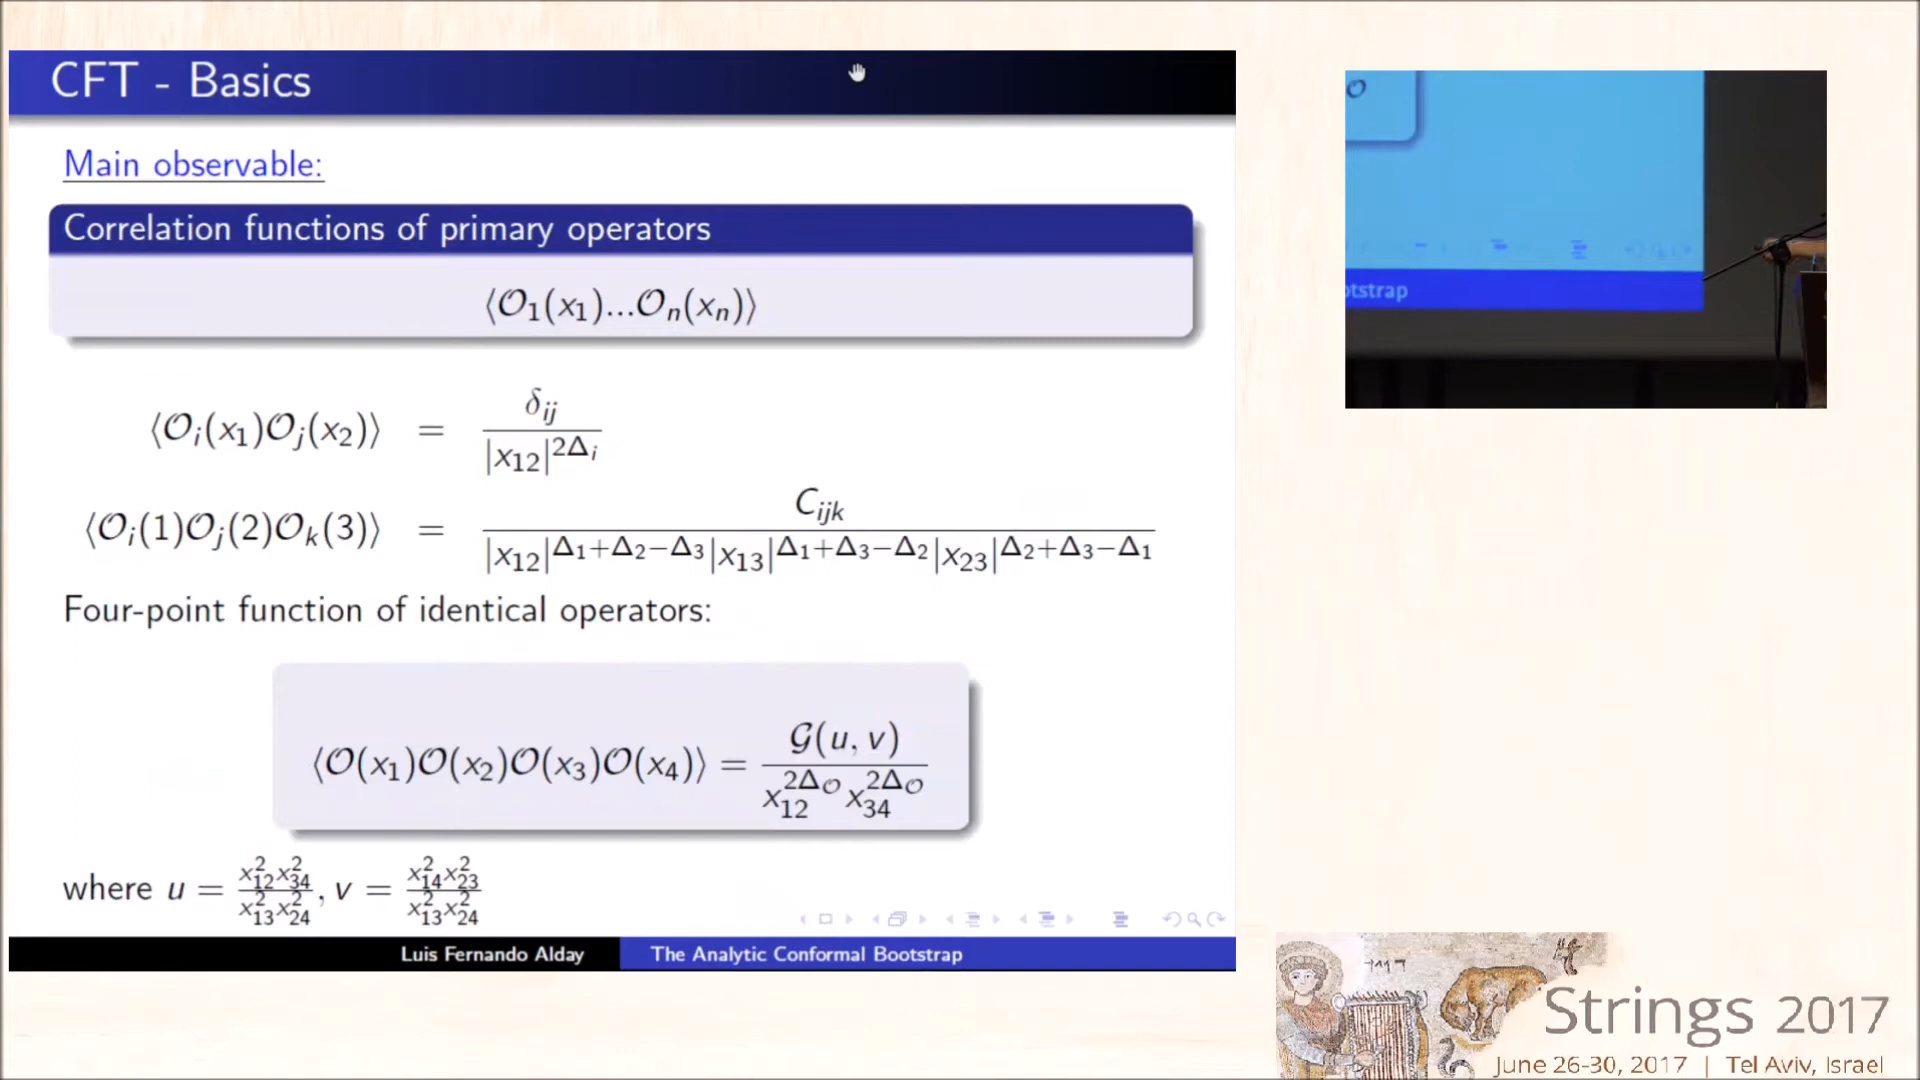 CFT - Basics
Main observable:
Correlation functions of primary operators
⟨𝒪₁(x₁)...𝒪ₙ(xₙ)⟩
⟨𝒪ᵢ(x₁)𝒪ⱼ(x₂)⟩ = δᵢⱼ / |x₁₂|^{2Δᵢ}
⟨𝒪ᵢ(1)𝒪ⱼ(2)𝒪ₖ(3)⟩ = Cᵢⱼₖ / |x₁₂|^{Δ₁+Δ₂−Δ₃}|x₁₃|^{Δ₁+Δ₃−Δ₂}|x₂₃|^{Δ₂+Δ₃−Δ₁}
Four-point function of identical operators:
⟨𝒪(x₁)𝒪(x₂)𝒪(x₃)𝒪(x₄)⟩ = 𝒢(u, v) / x₁₂^{2Δ_𝒪} x₃₄^{2Δ_𝒪}
where u = x₁₂²x₃₄² / x₁₃²x₂₄² , v = x₁₄²x₂₃² / x₁₃²x₂₄²
Luis Fernando Alday The Analytic Conformal Bootstrap
𝒪
otstrap
Strings 2017
June 26-30, 2017 | Tel Aviv, Israel